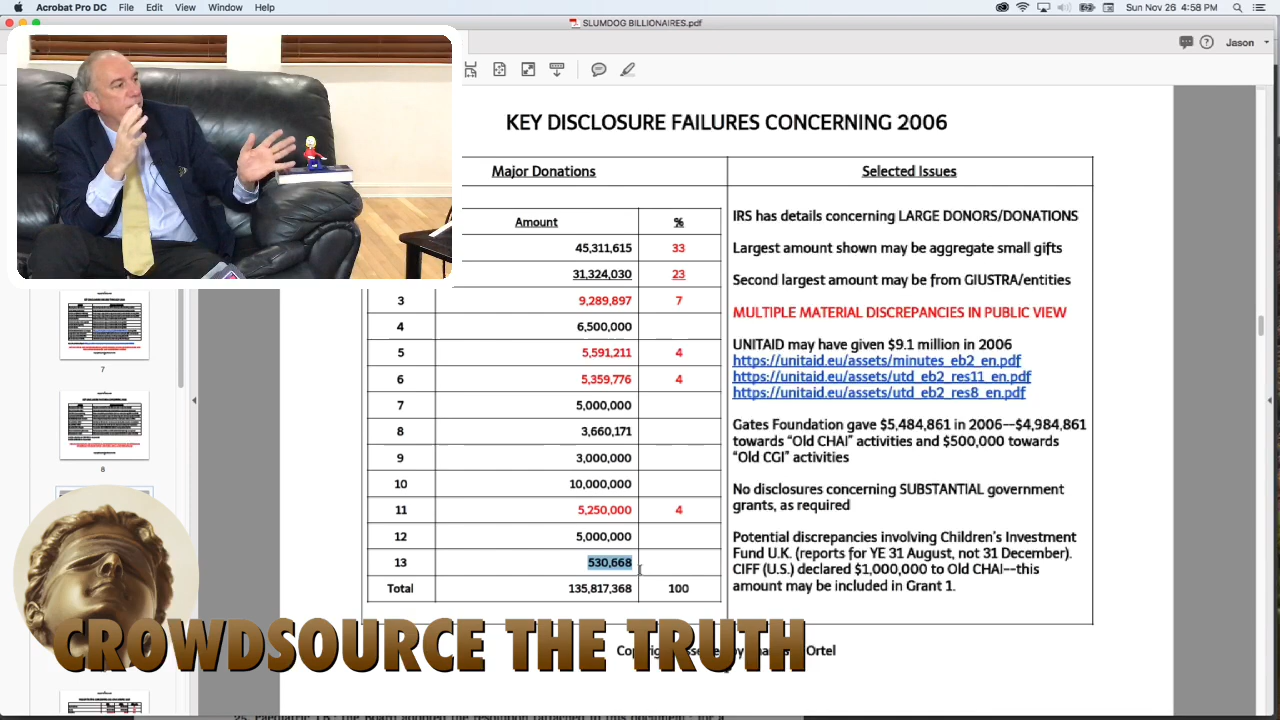 Acrobat Pro DC File Edit View Window Help
Sun Nov 26 4:58 PM
SLUMDOG BILLIONAIRES.pdf
Jason
KEY DISCLOSURE FAILURES CONCERNING 2006
Major Donations
Selected Issues
Amount %
45,311,615 33
31,324,030 23
3 9,289,897 7
4 6,500,000
5 5,591,211 4
6 5,359,776 4
7 5,000,000
8 3,660,171
9 3,000,000
10 10,000,000
11 5,250,000 4
12 5,000,000
13 530,668
Total 135,817,368 100
IRS has details concerning LARGE DONORS/DONATIONS
Largest amount shown may be aggregate small gifts
Second largest amount may be from GIUSTRA/entities
MULTIPLE MATERIAL DISCREPANCIES IN PUBLIC VIEW
UNITAID may have given $9.1 million in 2006
https://unitaid.eu/assets/minutes_eb2_en.pdf
https://unitaid.eu/assets/utd_eb2_res11_en.pdf
https://unitaid.eu/assets/utd_eb2_res8_en.pdf
Gates Foundation gave $5,484,861 in 2006--$4,984,861
towards “Old CHAI” activities and $500,000 towards
“Old CGI” activities
No disclosures concerning SUBSTANTIAL government
grants, as required
Potential discrepancies involving Children’s Investment
Fund U.K. (reports for YE 31 August, not 31 December).
CIFF (U.S.) declared $1,000,000 to Old CHAI--this
amount may be included in Grant 1.
7
8
CROWDSOURCE THE TRUTH
Ortel